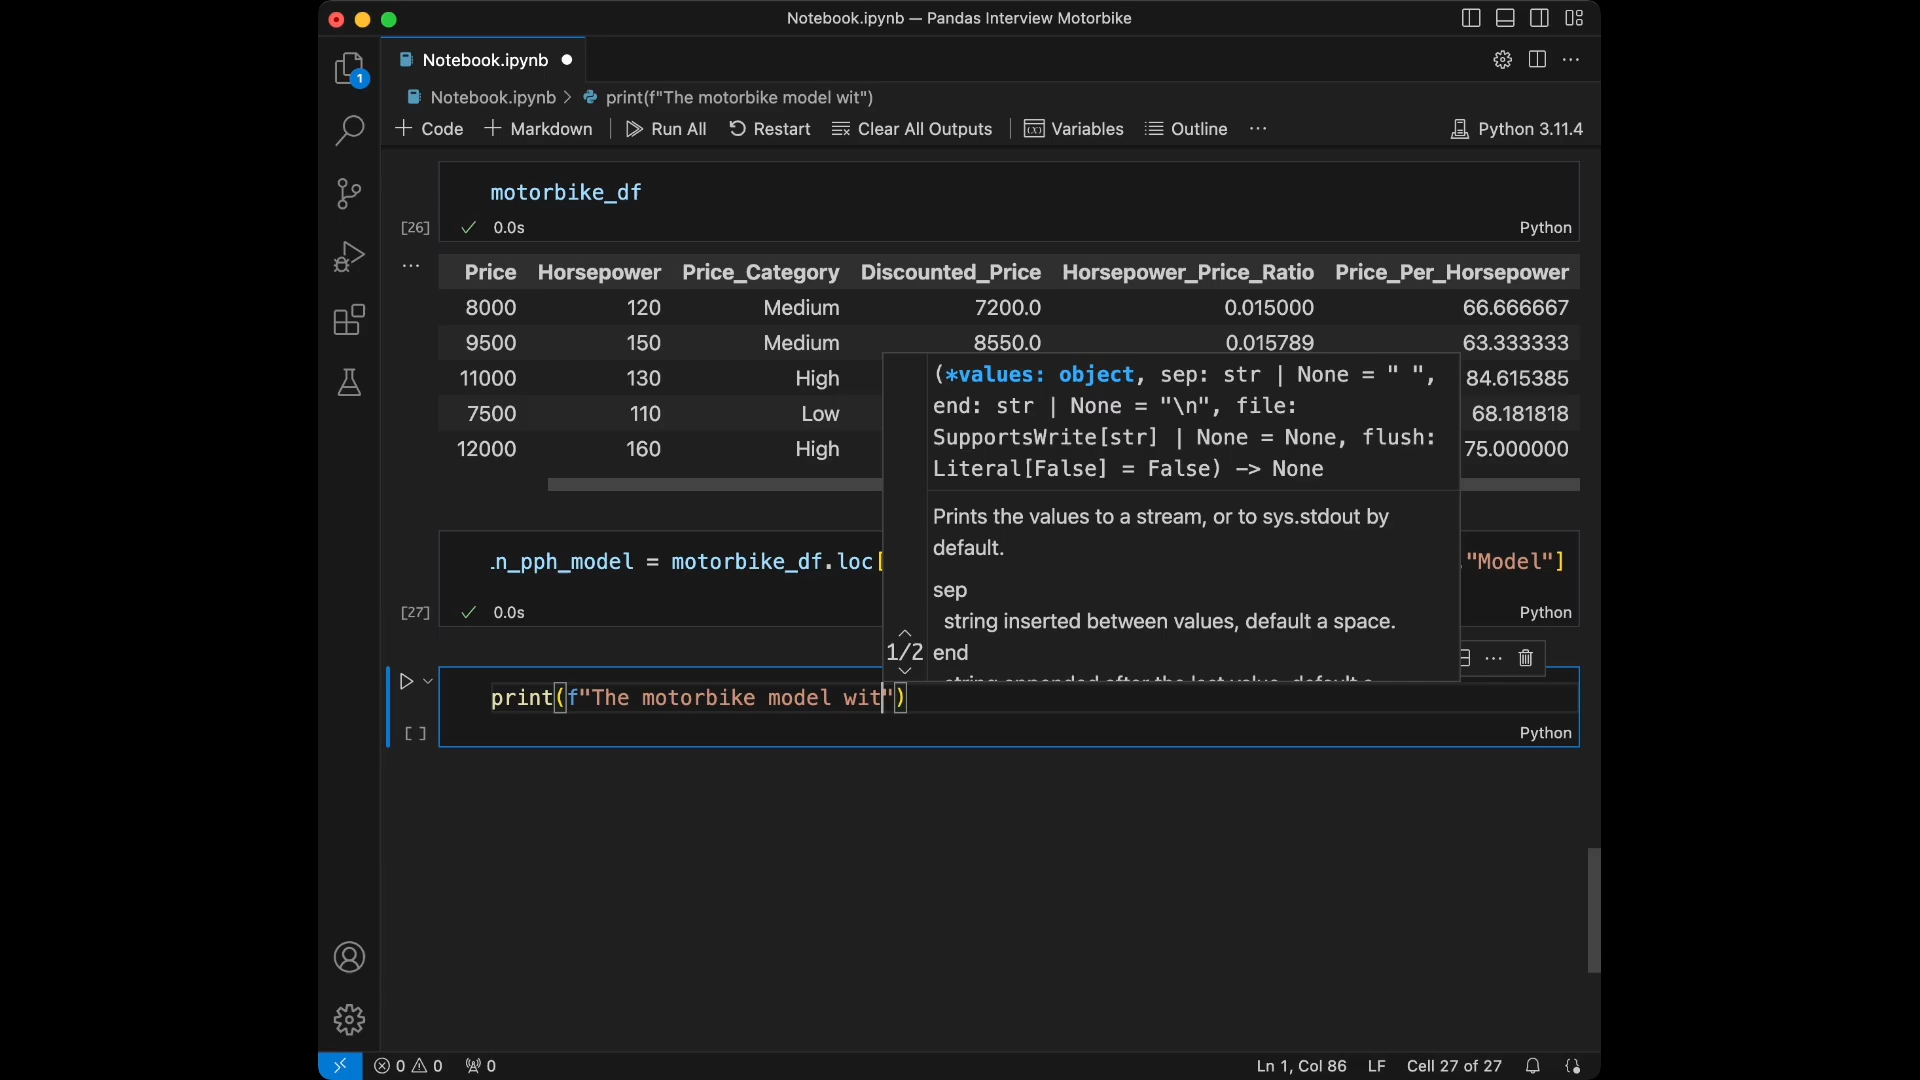 Notebook.ipynb — Pandas Interview Motorbike
1
Notebook.ipynb
Notebook.ipynb > print(f"The motorbike model wit")
Code Markdown Run All Restart Clear All Outputs Variables Outline ··· Python 3.11.4
motorbike_df
[26] 0.0s Python
Price Horsepower Price_Category Discounted_Price Horsepower_Price_Ratio Price_Per_Horsepower
8000 120 Medium 7200.0 0.015000 66.666667
9500 150 Medium 8550.0 0.015789 63.333333
11000 130 High 84.615385
7500 110 Low 68.181818
12000 160 High 75.000000
(*values: object, sep: str | None = " ",
end: str | None = "\n", file:
SupportsWrite[str] | None = None, flush:
Literal[False] = False) -> None
Prints the values to a stream, or to sys.stdout by
default.
sep
string inserted between values, default a space.
1/2 end
n_pph_model = motorbike_df.loc[ "Model"]
[27] 0.0s Python
print(f"The motorbike model wit")
[ ] Python
0 0 0 Ln 1, Col 86 LF Cell 27 of 27